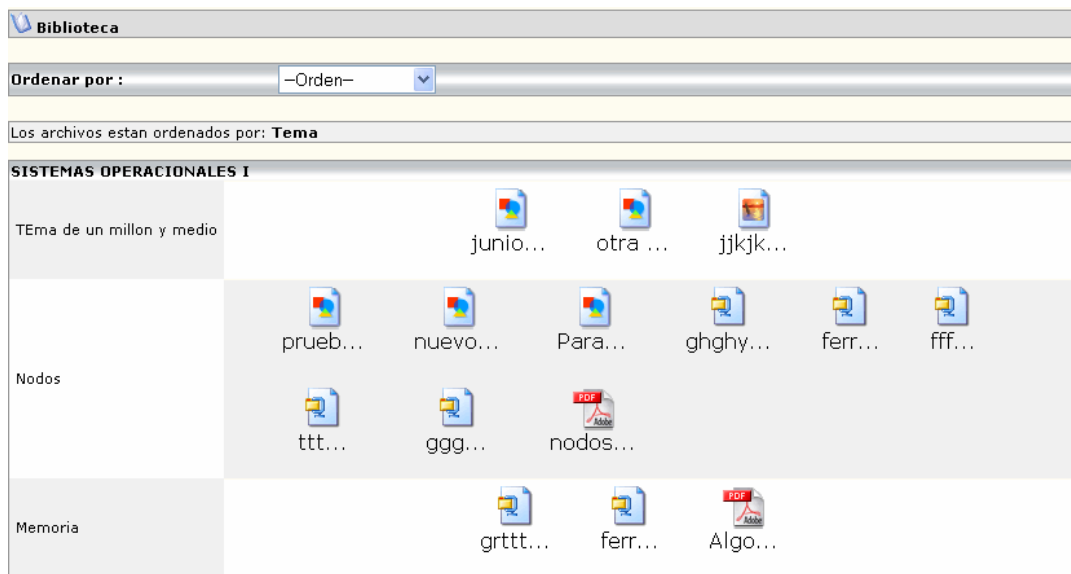 Biblioteca
Ordenar por : —Orden—
Los archivos estan ordenados por: Tema
SISTEMAS OPERACIONALES I
TEma de un millon y medio
junio... otra ... jjkjk...
Nodos
prueb... nuevo... Para... ghghy... ferr... fff...
ttt... ggg... nodos...
PDF Adobe
Memoria
grttt... ferr... Algo...
PDF Adobe